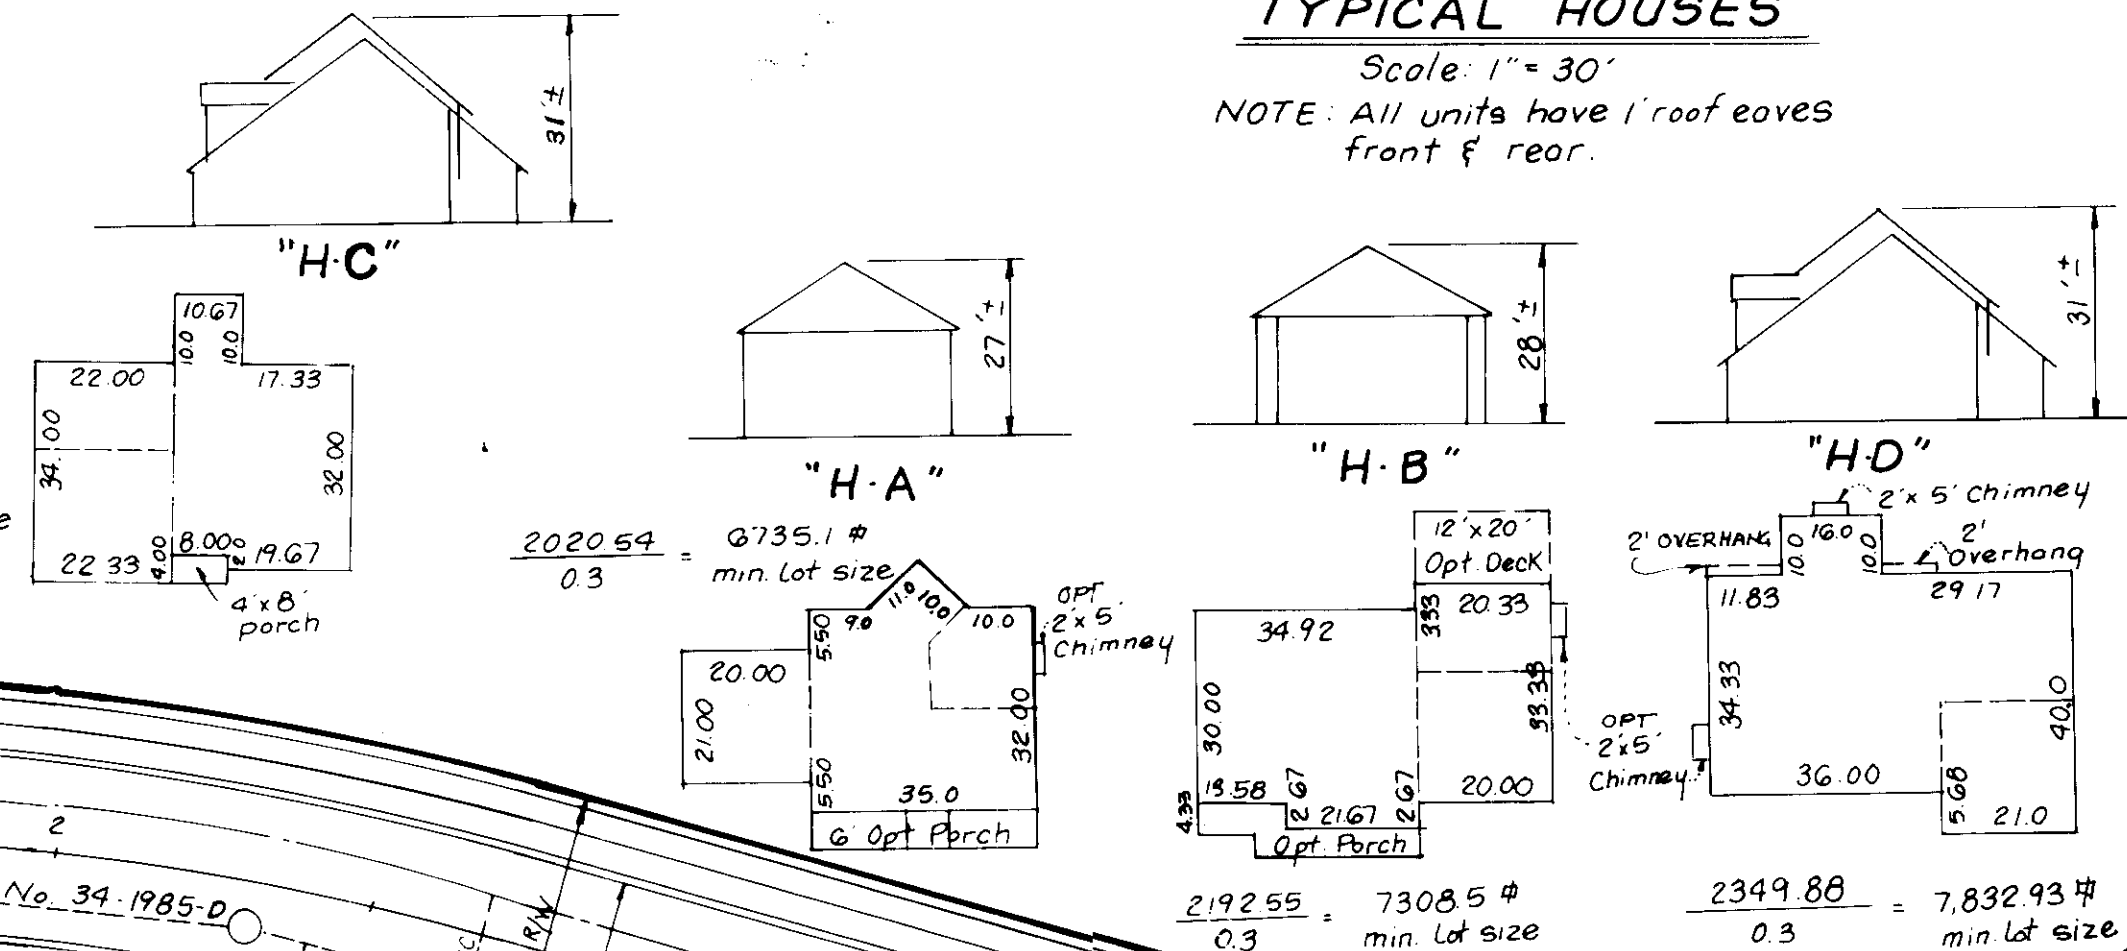 TYPICAL HOUSES
Scale: 1" = 30'
NOTE: All units have 1' roof eaves
front & rear.
31'±
"H·C"
10.67
10.0
10.0
22.00
17.33
34.00
32.00
22.33
4.00
8.00
2.0
19.67
4'x8'
porch
27'±
"H·A"
2020.54
0.3
=
6735.1 #
min. lot size
11.0
10.0
9.0
10.0
5.50
OPT
2'x5'
Chimney
20.00
21.00
32.00
5.50
35.0
6' Opt Porch
28'±
"H·B"
12'x20'
Opt. Deck
3.33
20.33
34.92
30.00
33.33
OPT
2'x5'
Chimney
13.58
2.67
21.67
2.67
20.00
4.33
Opt. Porch
2192.55
0.3
=
7308.5 #
min. lot size
31'±
"H·D"
2'x 5' Chimney
2' OVERHANG
10.0
16.0
10.0
2'
Overhang
11.83
29.17
34.33
40.0
36.00
5.68
21.0
2349.88
0.3
=
7,832.93 #
min. lot size
2
No. 34-1985-D
R/W